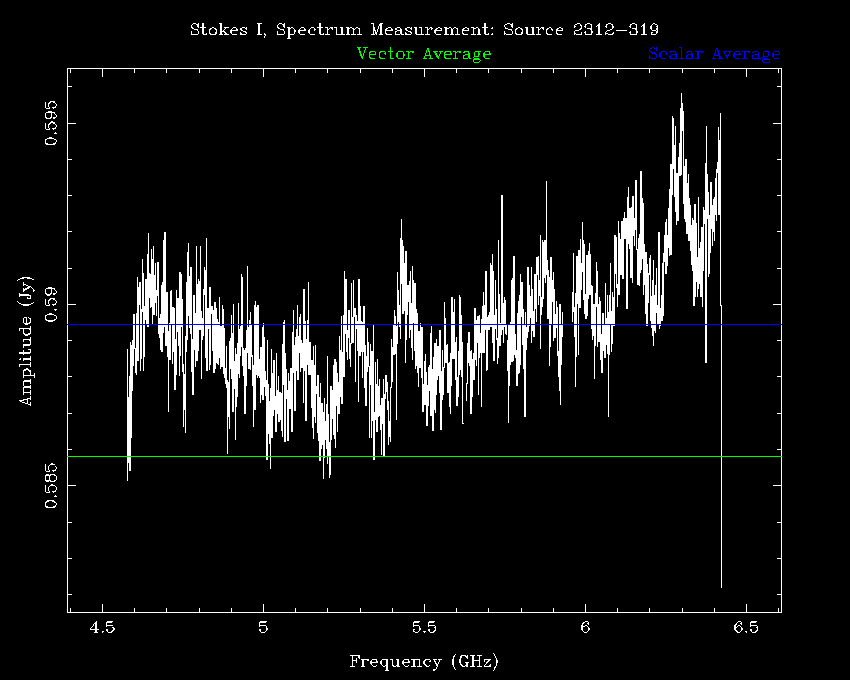 Stokes I, Spectrum Measurement: Source 2312-319
Vector Average Scalar Average
0.595
0.59
0.585
Amplitude (Jy)
4.5 5 5.5 6 6.5
Frequency (GHz)